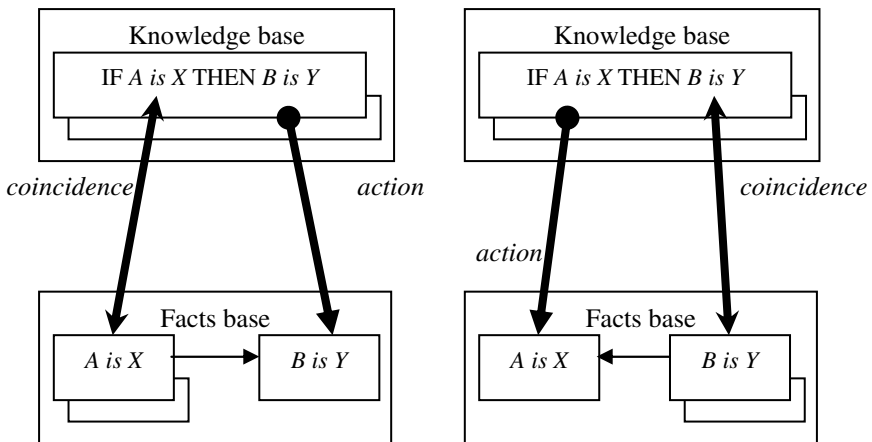 Knowledge base
IF A is X THEN B is Y
coincidence
action
Facts base
A is X
B is Y
Knowledge base
IF A is X THEN B is Y
coincidence
action
Facts base
A is X
B is Y